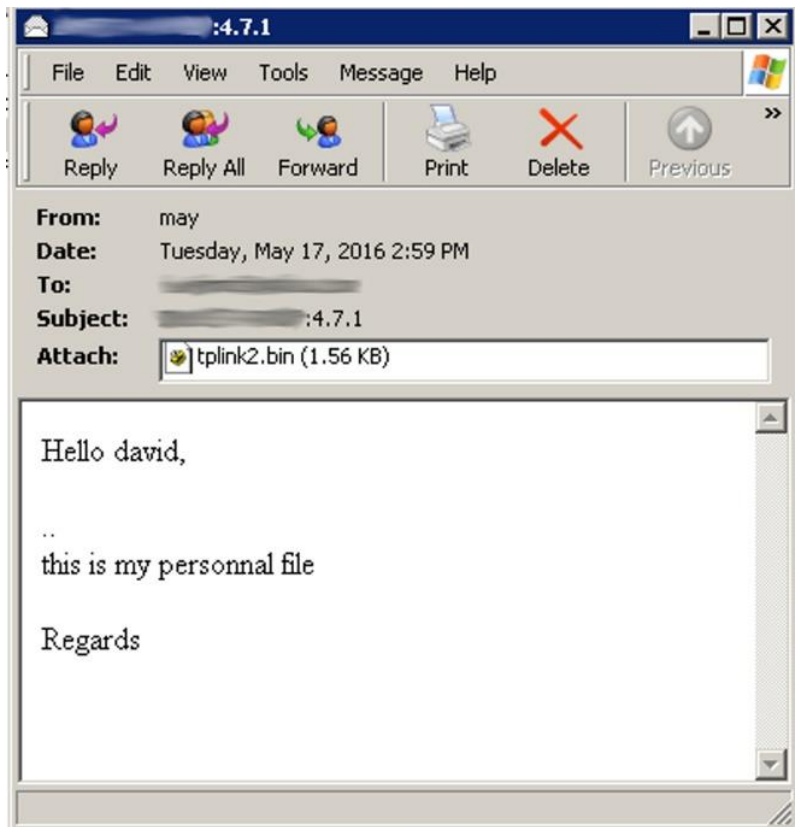 :4.7.1
File Edit View Tools Message Help
Reply Reply All Forward Print Delete Previous »
From: may
Date: Tuesday, May 17, 2016 2:59 PM
To:
Subject: :4.7.1
Attach: tplink2.bin (1.56 KB)
Hello david,
..
this is my personnal file
Regards